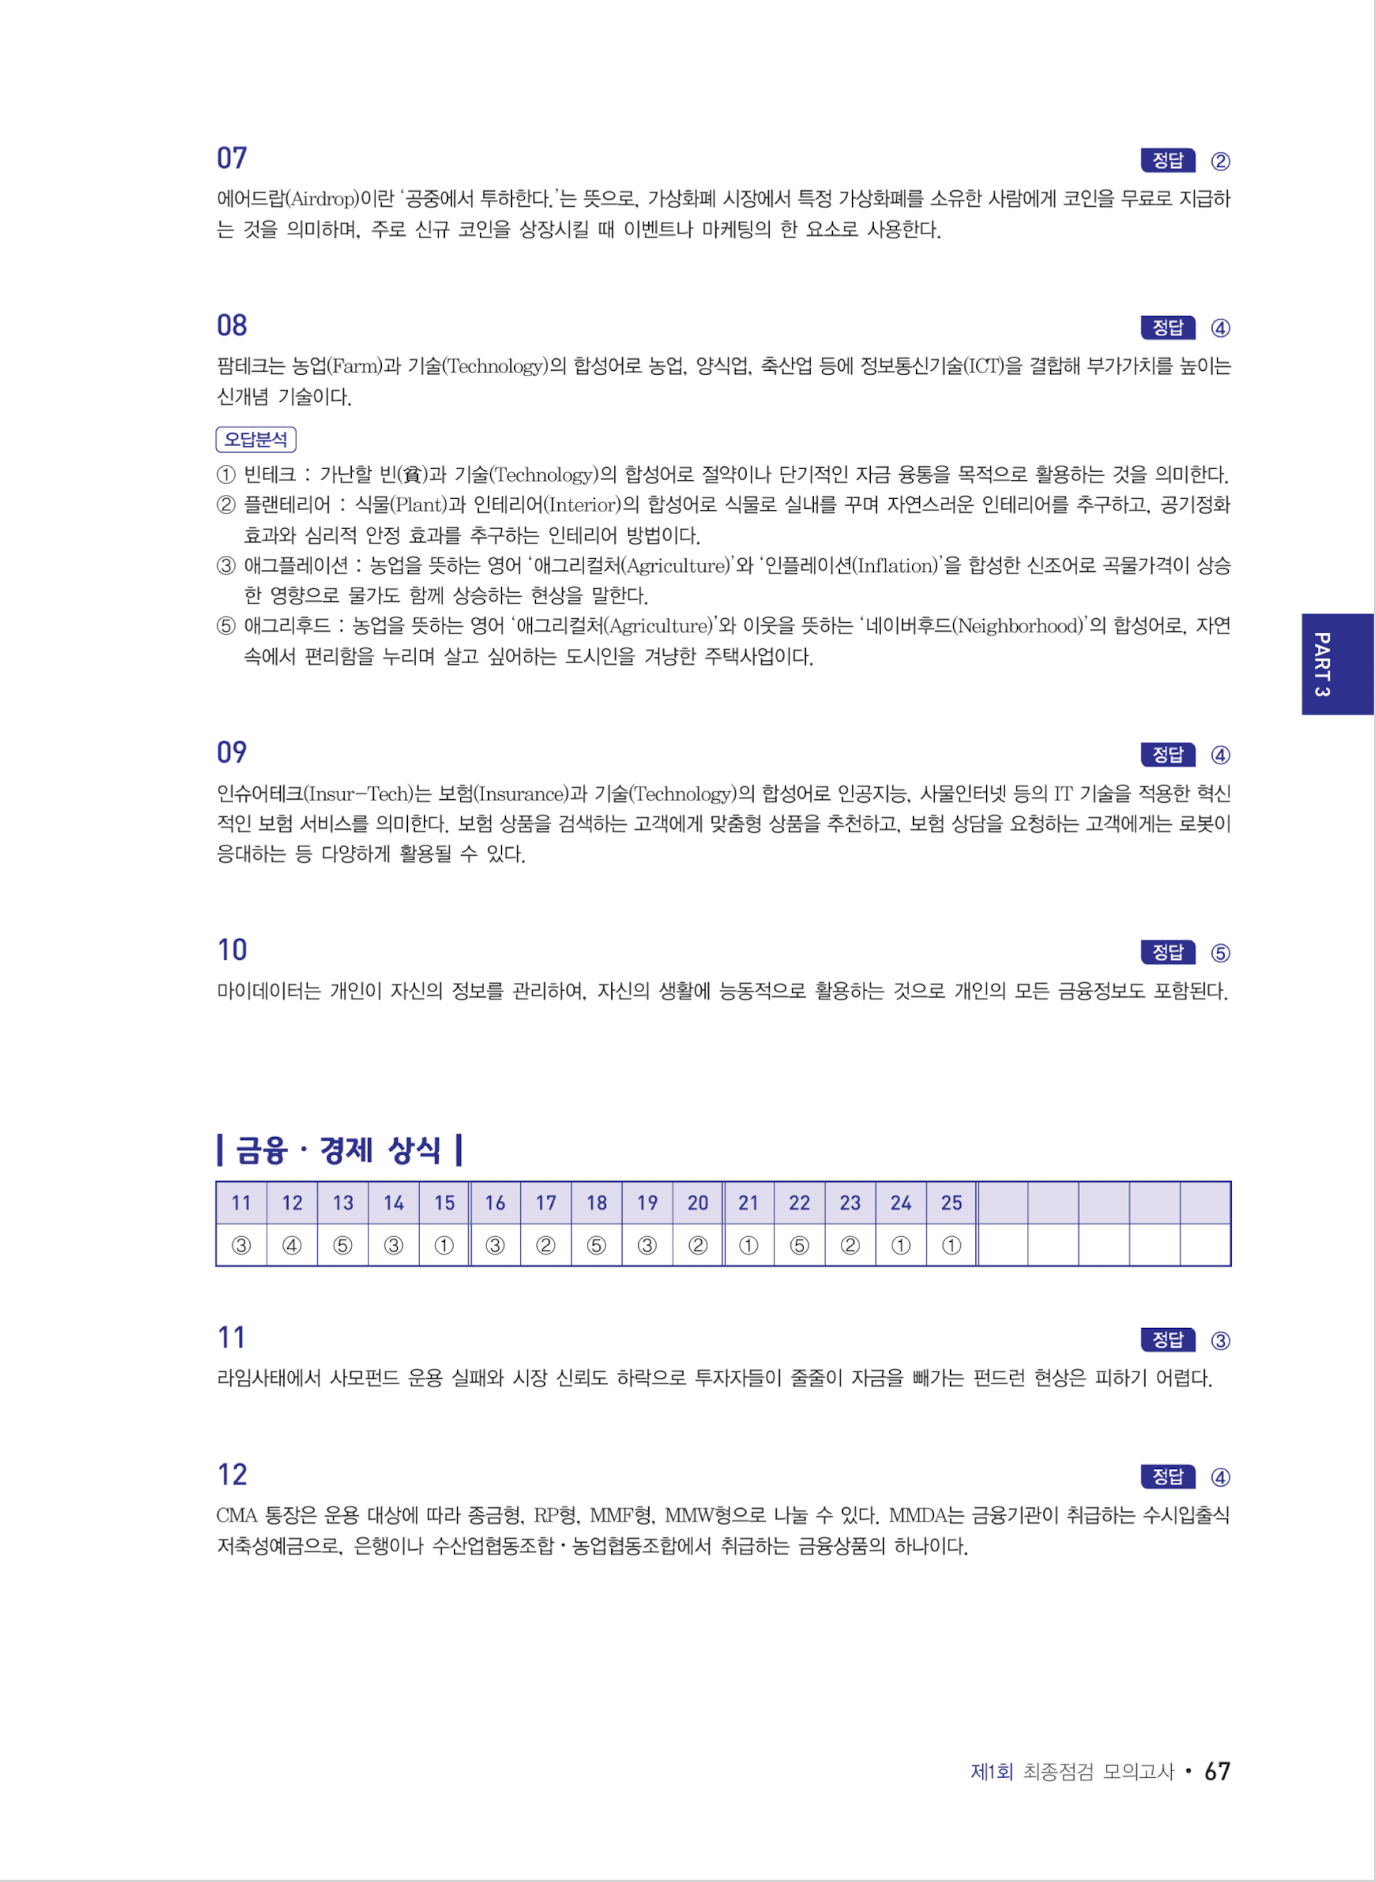 07 정답 ②
에어드랍(Airdrop)이란 ‘공중에서 투하한다.’는 뜻으로, 가상화폐 시장에서 특정 가상화폐를 소유한 사람에게 코인을 무료로 지급하
는 것을 의미하며, 주로 신규 코인을 상장시킬 때 이벤트나 마케팅의 한 요소로 사용한다.
08 정답 ④
팜테크는 농업(Farm)과 기술(Technology)의 합성어로 농업, 양식업, 축산업 등에 정보통신기술(ICT)을 결합해 부가가치를 높이는
신개념 기술이다.
오답분석
① 빈테크 : 가난할 빈(貧)과 기술(Technology)의 합성어로 절약이나 단기적인 자금 융통을 목적으로 활용하는 것을 의미한다.
② 플랜테리어 : 식물(Plant)과 인테리어(Interior)의 합성어로 식물로 실내를 꾸며 자연스러운 인테리어를 추구하고, 공기정화
효과와 심리적 안정 효과를 추구하는 인테리어 방법이다.
③ 애그플레이션 : 농업을 뜻하는 영어 ‘애그리컬처(Agriculture)’와 ‘인플레이션(Inflation)’을 합성한 신조어로 곡물가격이 상승
한 영향으로 물가도 함께 상승하는 현상을 말한다.
⑤ 애그리후드 : 농업을 뜻하는 영어 ‘애그리컬처(Agriculture)’와 이웃을 뜻하는 ‘네이버후드(Neighborhood)’의 합성어로, 자연
속에서 편리함을 누리며 살고 싶어하는 도시인을 겨냥한 주택사업이다.
PART 3
09 정답 ④
인슈어테크(Insur-Tech)는 보험(Insurance)과 기술(Technology)의 합성어로 인공지능, 사물인터넷 등의 IT 기술을 적용한 혁신
적인 보험 서비스를 의미한다. 보험 상품을 검색하는 고객에게 맞춤형 상품을 추천하고, 보험 상담을 요청하는 고객에게는 로봇이
응대하는 등 다양하게 활용될 수 있다.
10 정답 ⑤
마이데이터는 개인이 자신의 정보를 관리하여, 자신의 생활에 능동적으로 활용하는 것으로 개인의 모든 금융정보도 포함된다.
| 금융 · 경제 상식 |
11 12 13 14 15 16 17 18 19 20 21 22 23 24 25
③ ④ ⑤ ③ ① ③ ② ⑤ ③ ② ① ⑤ ② ① ①
11 정답 ③
라임사태에서 사모펀드 운용 실패와 시장 신뢰도 하락으로 투자자들이 줄줄이 자금을 빼가는 펀드런 현상은 피하기 어렵다.
12 정답 ④
CMA 통장은 운용 대상에 따라 종금형, RP형, MMF형, MMW형으로 나눌 수 있다. MMDA는 금융기관이 취급하는 수시입출식
저축성예금으로, 은행이나 수산업협동조합·농업협동조합에서 취급하는 금융상품의 하나이다.
제1회 최종점검 모의고사 • 67